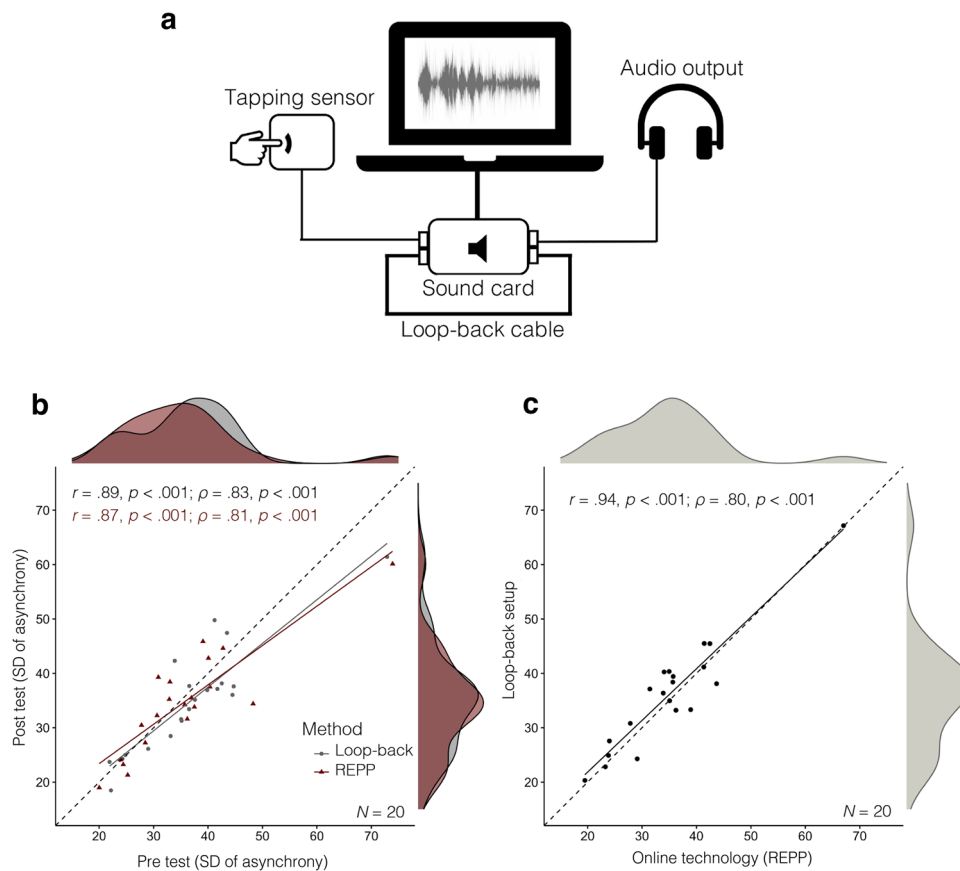 a
Audio output
Tapping sensor
Sound card
Loop-back cable
b
r = .89, p < .001; ρ = .83, p < .001
r = .87, p < .001; ρ = .81, p < .001
Post test (SD of asynchrony)
70
60
50
40
30
20
Method
Loop-back
REPP
N = 20
20 30 40 50 60 70
Pre test (SD of asynchrony)
c
r = .94, p < .001; ρ = .80, p < .001
Loop-back setup
70
60
50
40
30
20
N = 20
20 30 40 50 60 70
Online technology (REPP)